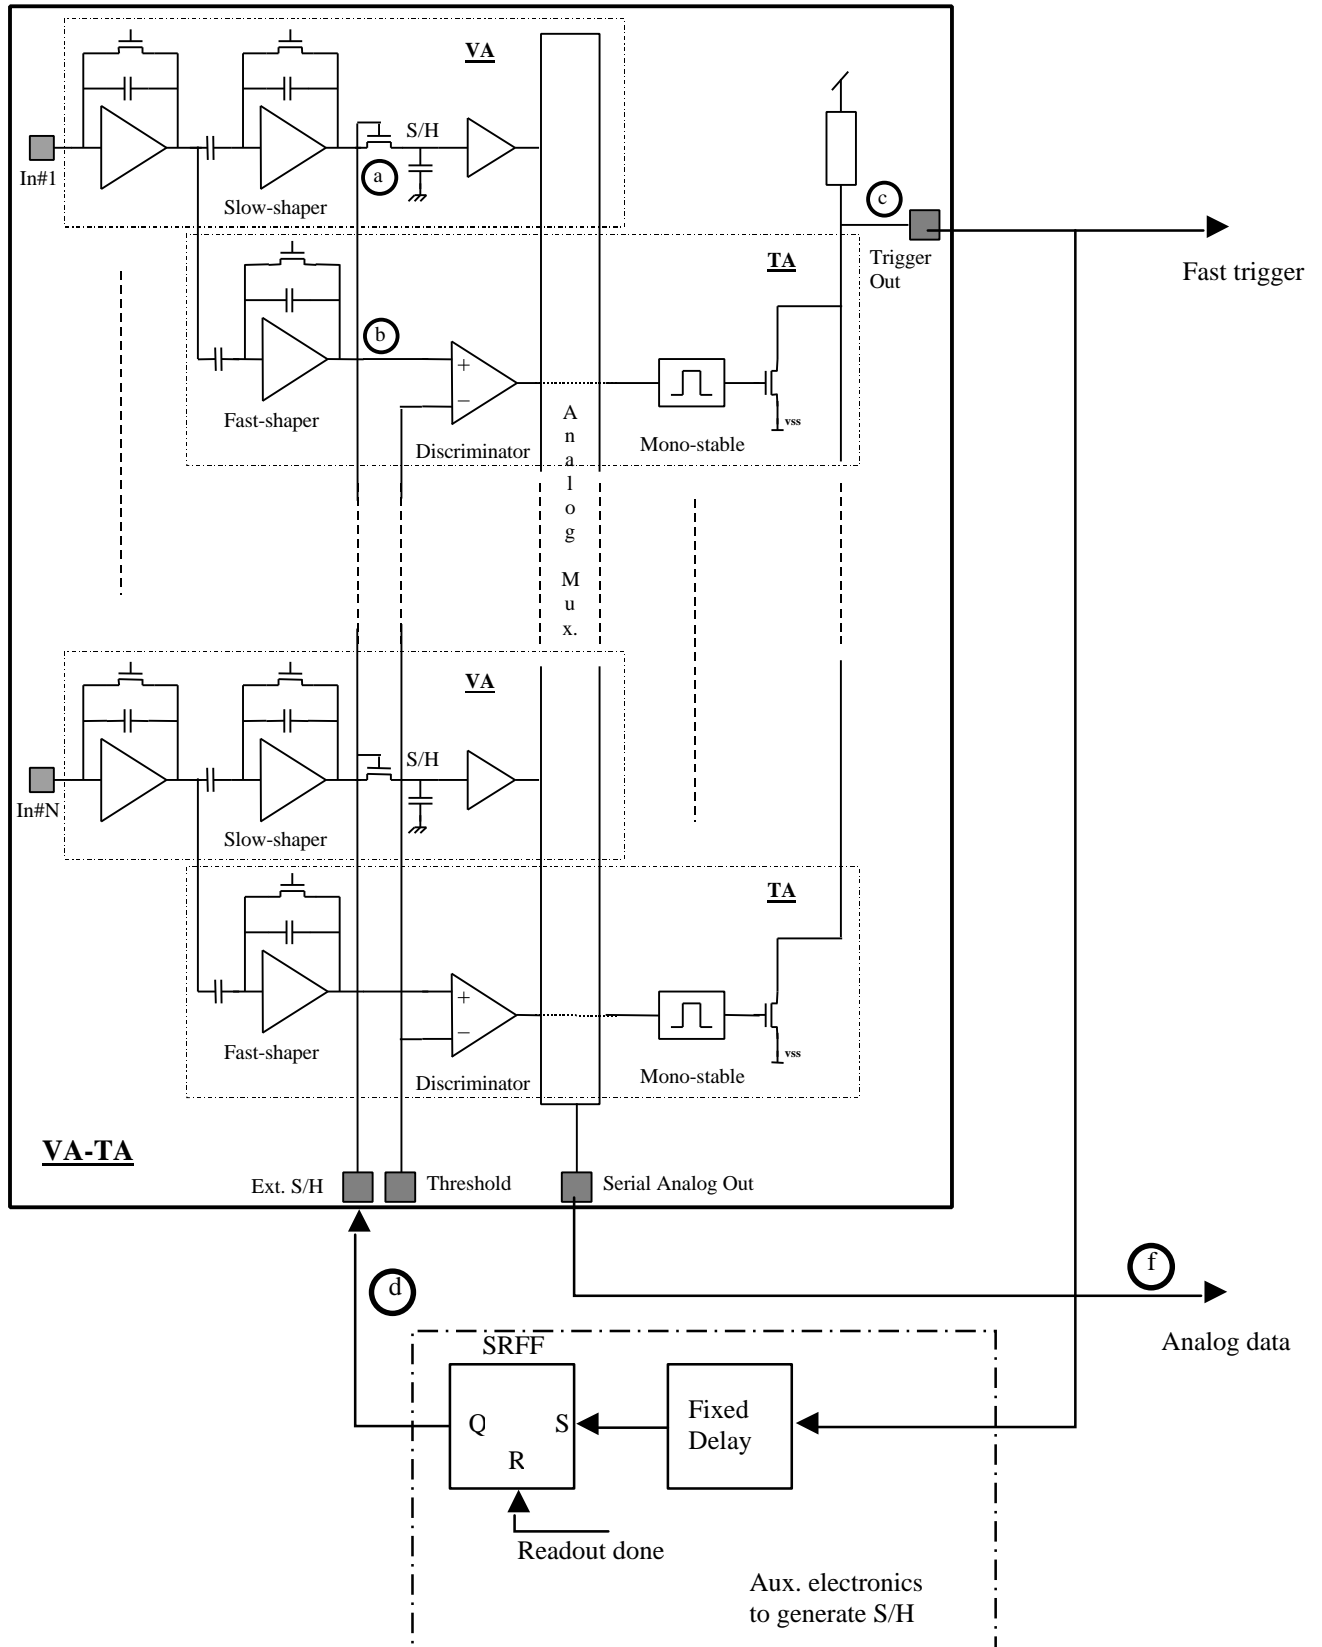 VA
S/H
In#1
a
Slow-shaper
c
TA
Trigger
Out
Fast trigger
b
+
−
Fast-shaper
Discriminator
Mono-stable
vss
Analog Mux.
VA
S/H
In#N
Slow-shaper
TA
+
−
Fast-shaper
Discriminator
Mono-stable
vss
VA-TA
Ext. S/H
Threshold
Serial Analog Out
d
f
Analog data
SRFF
Q
S
R
Fixed
Delay
Readout done
Aux. electronics
to generate S/H